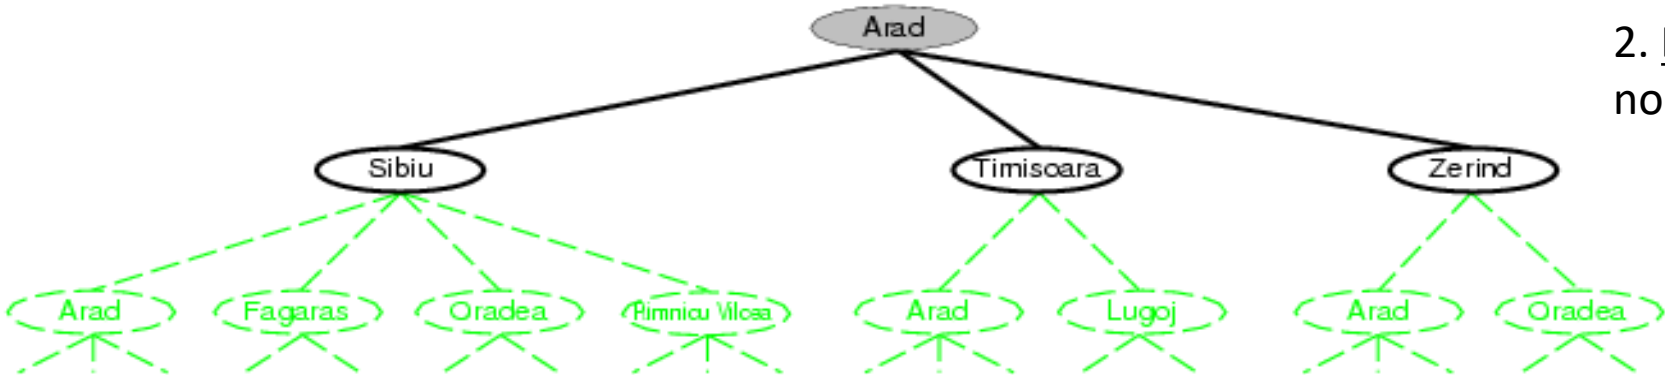 Arad
2.
no
Sibiu
Timisoara
Zerind
Arad
Fagaras
Oradea
Rimnicu Vilcea
Arad
Lugoj
Arad
Oradea